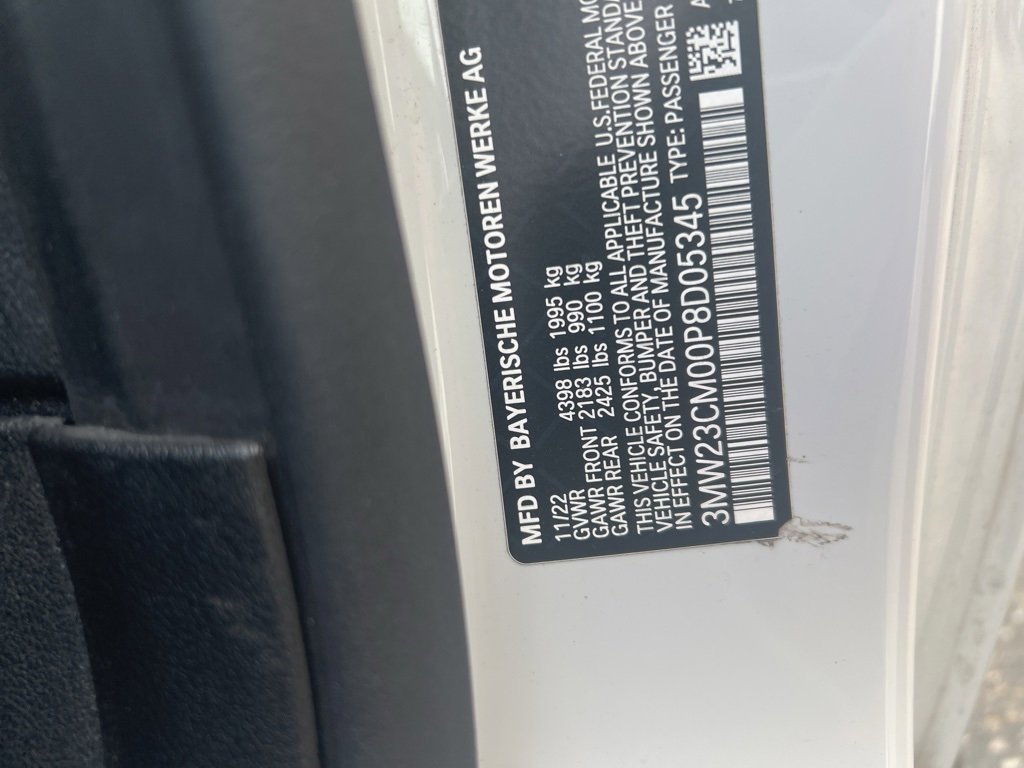 MFD BY BAYERISCHE MOTOREN WERKE AG
11/22
GVWR 4398 lbs 1995 kg
GAWR FRONT 2183 lbs 990 kg
GAWR REAR 2425 lbs 1100 kg
THIS VEHICLE CONFORMS TO ALL APPLICABLE U.S. FEDERAL MO
VEHICLE SAFETY, BUMPER AND THEFT PREVENTION STANDA
IN EFFECT ON THE DATE OF MANUFACTURE SHOWN ABOVE
3MW23CM00P8D05345 TYPE: PASSENGER